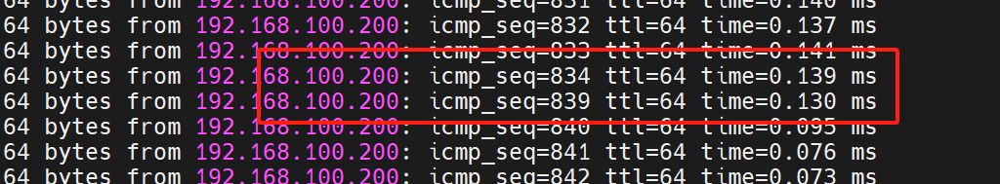 64 bytes from 192.168.100.200: icmp_seq=831 ttl=64 time=0.140 ms
64 bytes from 192.168.100.200: icmp_seq=832 ttl=64 time=0.137 ms
64 bytes from 192.168.100.200: icmp_seq=833 ttl=64 time=0.141 ms
64 bytes from 192.168.100.200: icmp_seq=834 ttl=64 time=0.139 ms
64 bytes from 192.168.100.200: icmp_seq=839 ttl=64 time=0.130 ms
64 bytes from 192.168.100.200: icmp_seq=840 ttl=64 time=0.095 ms
64 bytes from 192.168.100.200: icmp_seq=841 ttl=64 time=0.076 ms
64 bytes from 192.168.100.200: icmp_seq=842 ttl=64 time=0.073 ms